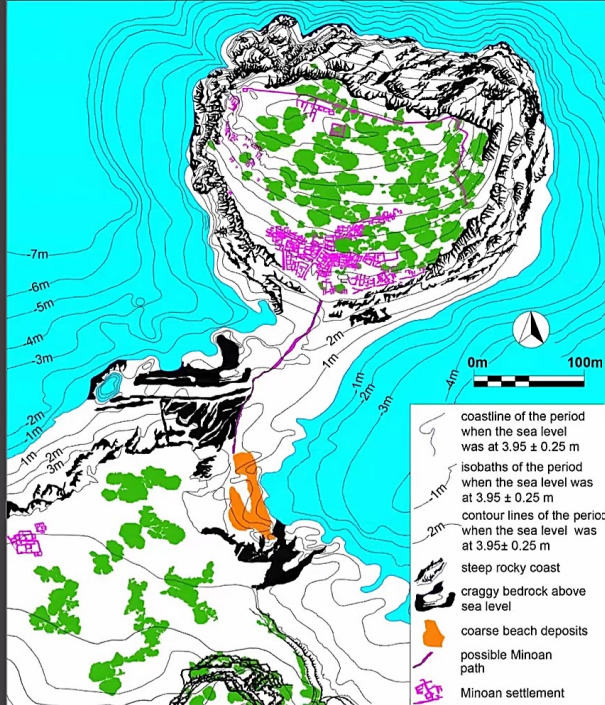 -7m
-6m
-5m
-4m
-3m
-2m
-1m
1m
2m
3m
2m
1m
-1m
-2m
-3m
-4m
0m 100m
coastline of the period
when the sea level
was at 3.95 ± 0.25 m
isobaths of the period
-1m
when the sea level was
at 3.95 ± 0.25 m
contour lines of the period
-2m
when the sea level was
at 3.95± 0.25 m
steep rocky coast
craggy bedrock above
sea level
coarse beach deposits
possible Minoan
path
Minoan settlement